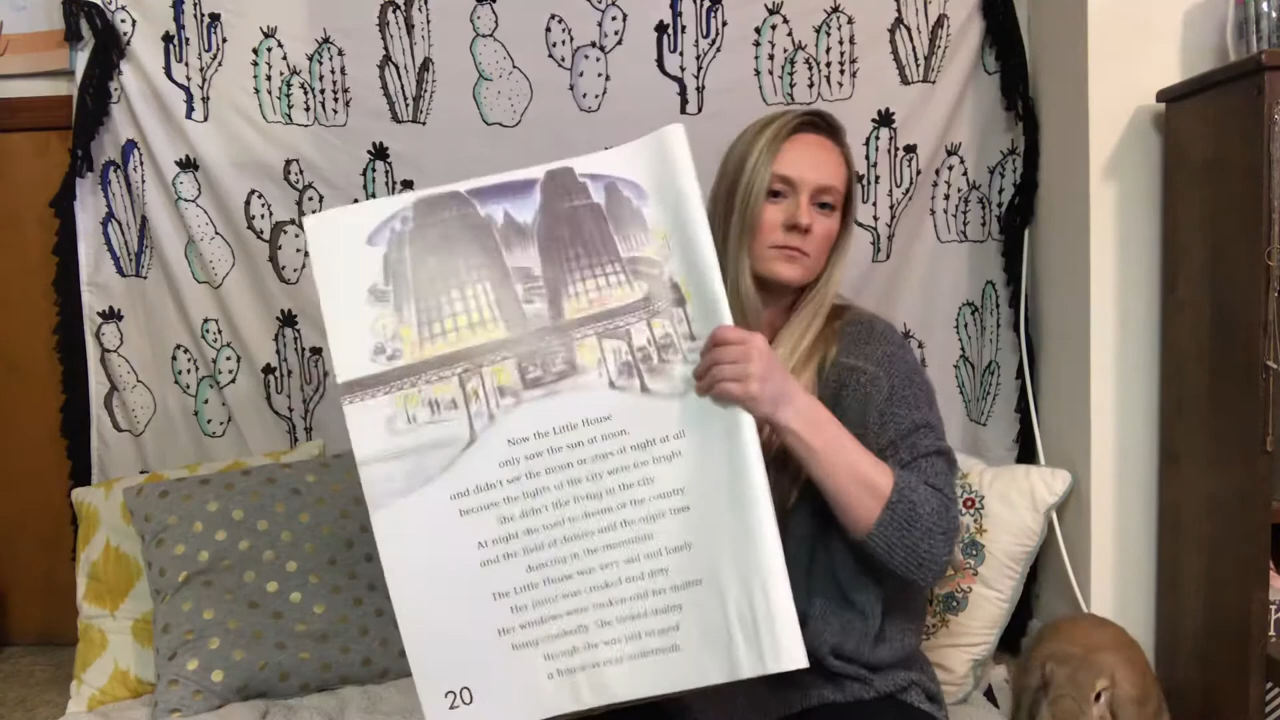 Now the Little House
only saw the sun at noon,
and didn't see the moon or stars at night at all
because the lights of the city were too bright.
She didn't like living in the city.
At night she used to dream of the country
and the field of daisies and the apple trees
dancing in the moonlight.
The Little House was very sad and lonely.
Her paint was cracked and dirty
Her windows were broken and her shutters
hung crookedly. She looked shabby
though she was just as good
a house as ever underneath.
20